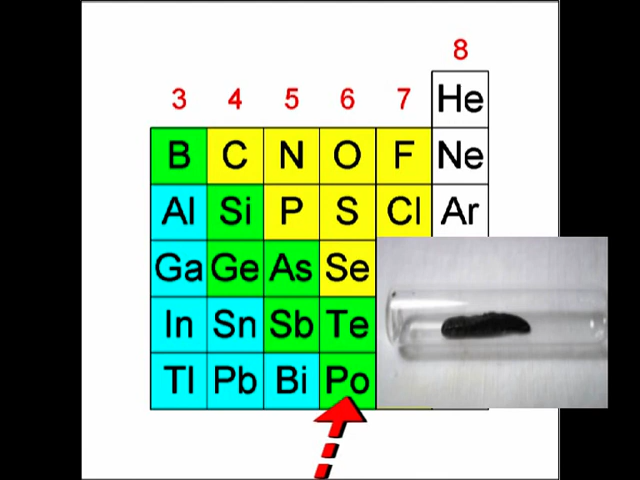 8
3 4 5 6 7 He
B C N O F Ne
Al Si P S Cl Ar
Ga Ge As Se
In Sn Sb Te
Tl Pb Bi Po